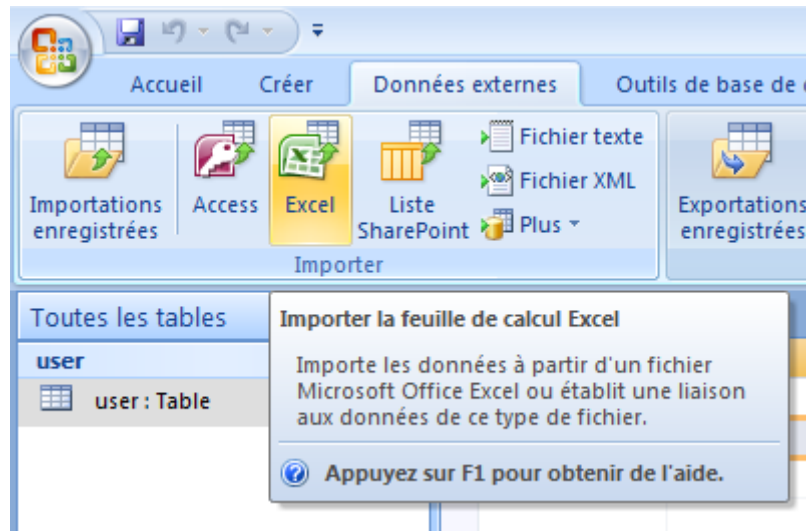 Accueil Créer Données externes Outils de base de
Importations enregistrées
Access
Excel
Liste SharePoint
Fichier texte
Fichier XML
Plus
Exportations enregistrées
Importer
Toutes les tables
user
user : Table
Importer la feuille de calcul Excel
Importe les données à partir d'un fichier
Microsoft Office Excel ou établit une liaison
aux données de ce type de fichier.
Appuyez sur F1 pour obtenir de l'aide.